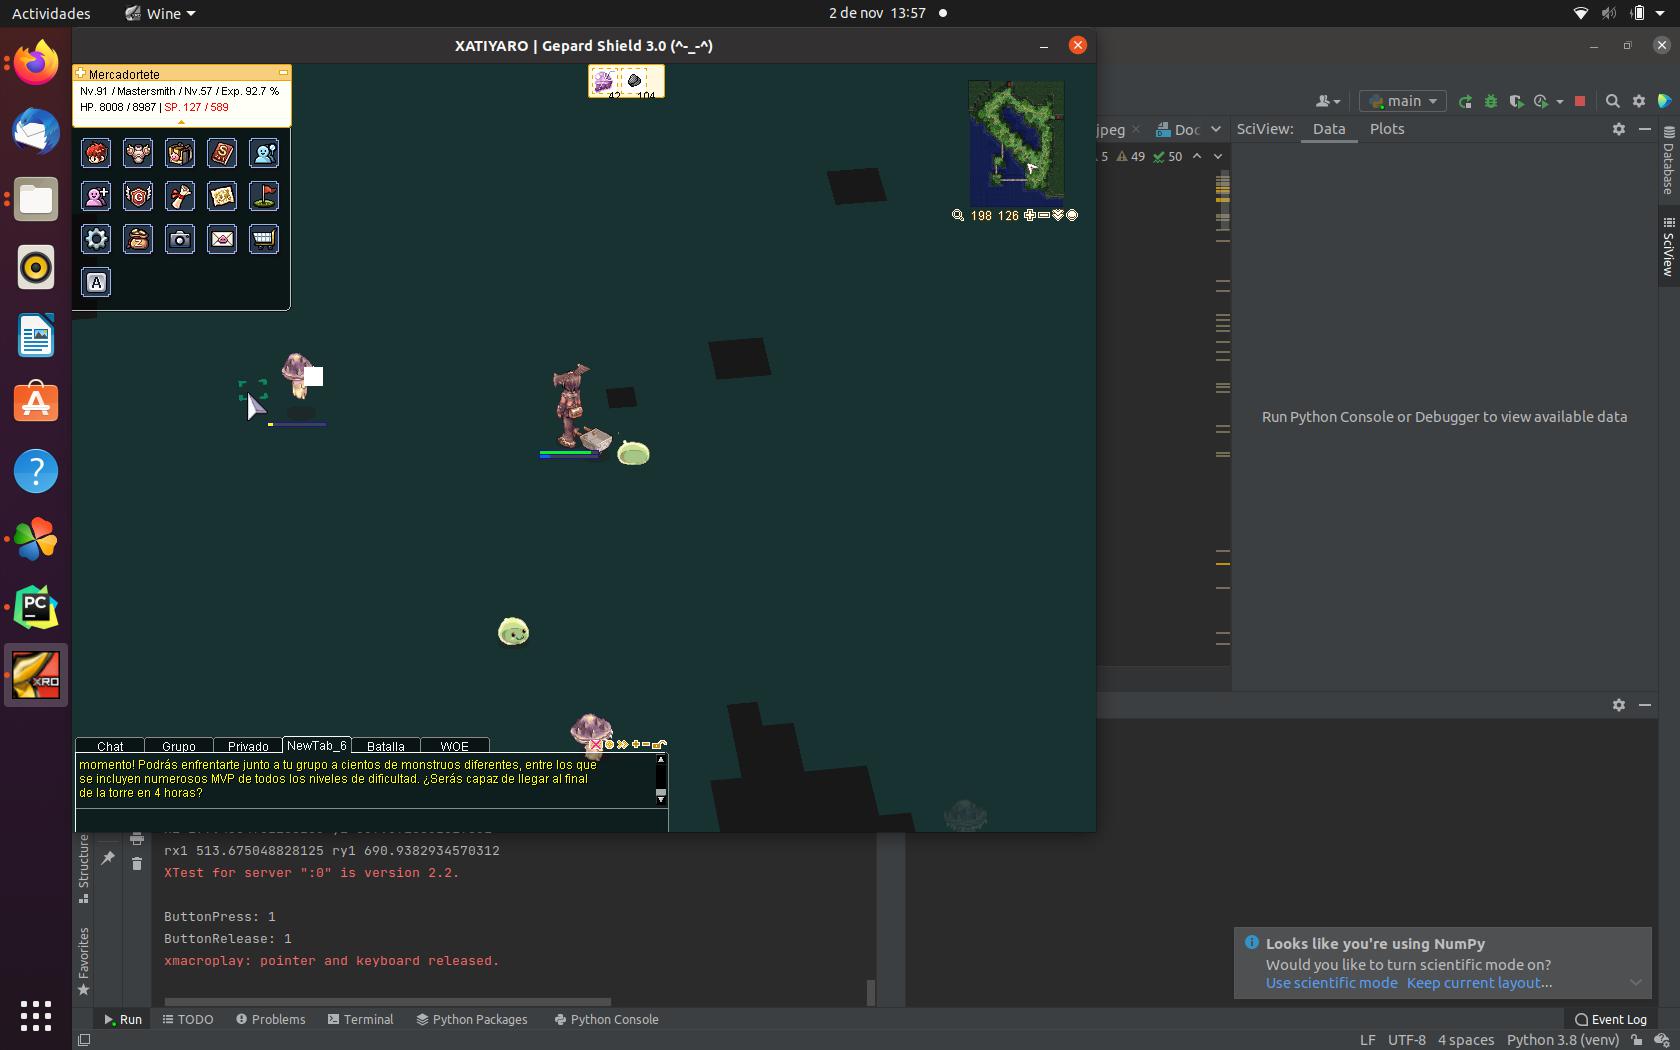 Actividades
Wine
2 de nov 13:57
XATIYARO | Gepard Shield 3.0 (^-_-^)
Mercadortete
Nv.91 / Mastersmith / Nv.57 / Exp. 92.7 %
HP. 8008 / 8987 | SP. 127 / 589
42
104
S
G
Z
A
198 126
main
jpeg
Doc
SciView:
Data
Plots
5
49
50
Database
SciView
Run Python Console or Debugger to view available data
PC
XRO
Chat
Grupo
Privado
NewTab_6
Batalla
WOE
momento! Podrás enfrentarte junto a tu grupo a cientos de monstruos diferentes, entre los que
se incluyen numerosos MVP de todos los niveles de dificultad. ¿Serás capaz de llegar al final
de la torre en 4 horas?
rx1 513.675048828125 ry1 690.9382934570312
XTest for server ":0" is version 2.2.
ButtonPress: 1
ButtonRelease: 1
xmacroplay: pointer and keyboard released.
Structure
Favorites
Looks like you're using NumPy
Would you like to turn scientific mode on?
Use scientific mode Keep current layout...
Run
TODO
Problems
Terminal
Python Packages
Python Console
Event Log
LF UTF-8 4 spaces Python 3.8 (venv)